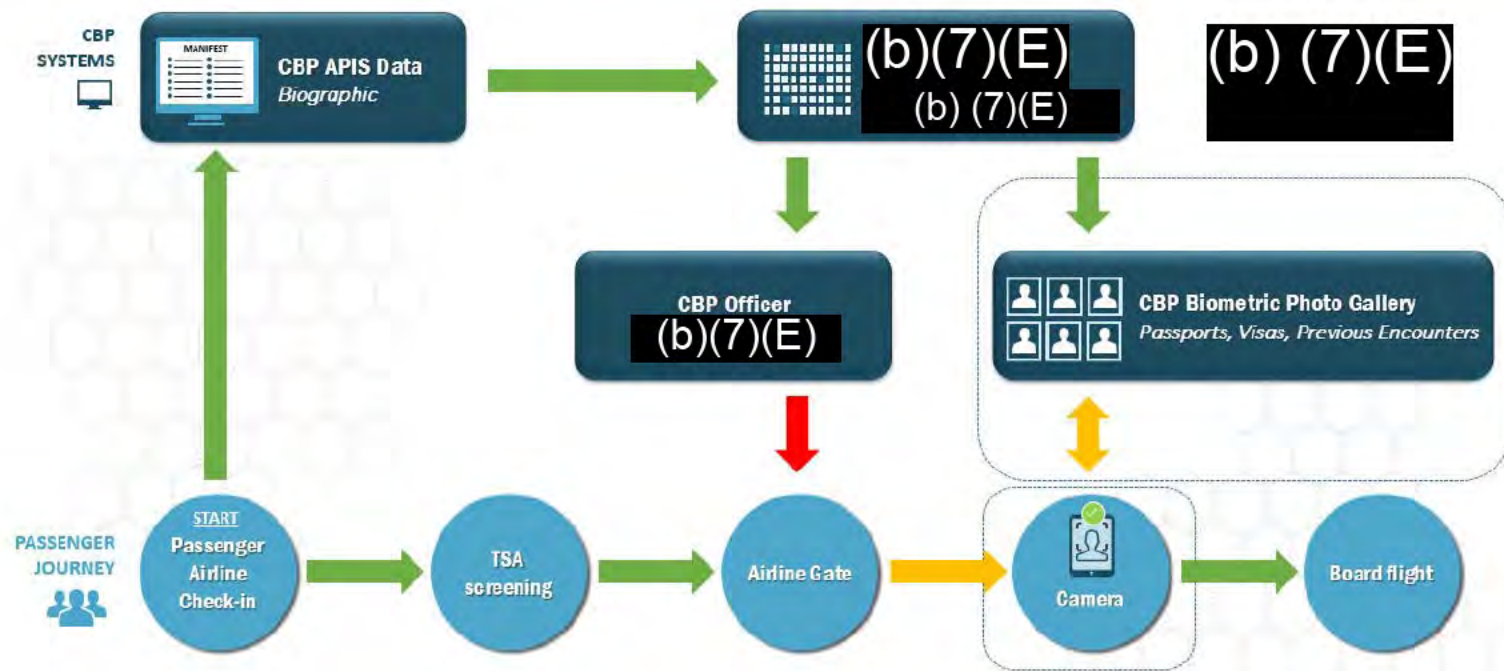 CBP
SYSTEMS
MANIFEST
CBP APIS Data
Biographic
(b)(7)(E)
(b) (7)(E)
(b) (7)(E)
CBP Officer
(b)(7)(E)
CBP Biometric Photo Gallery
Passports, Visas, Previous Encounters
PASSENGER
JOURNEY
START
Passenger
Airline
Check-in
TSA
screening
Airline Gate
Camera
Board flight